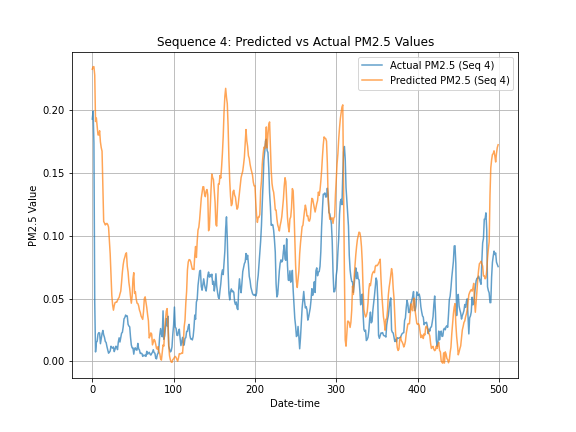 Sequence 4: Predicted vs Actual PM2.5 Values
Actual PM2.5 (Seq 4)
Predicted PM2.5 (Seq 4)
PM2.5 Value
0.20
0.15
0.10
0.05
0.00
0 100 200 300 400 500
Date-time